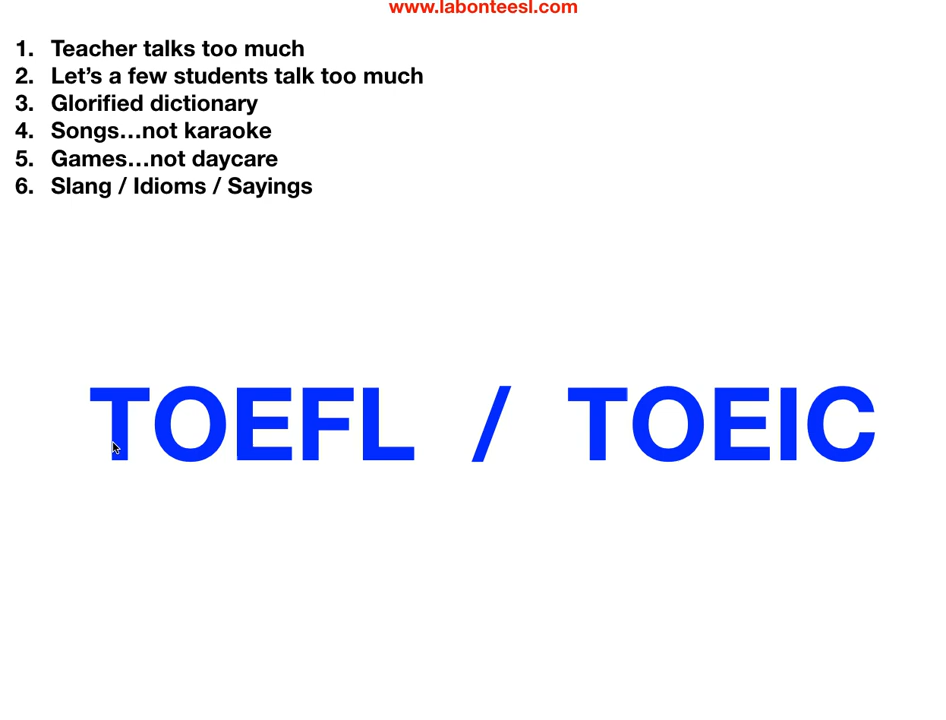 www.labonteesl.com
1. Teacher talks too much
2. Let’s a few students talk too much
3. Glorified dictionary
4. Songs…not karaoke
5. Games…not daycare
6. Slang / Idioms / Sayings
TOEFL / TOEIC